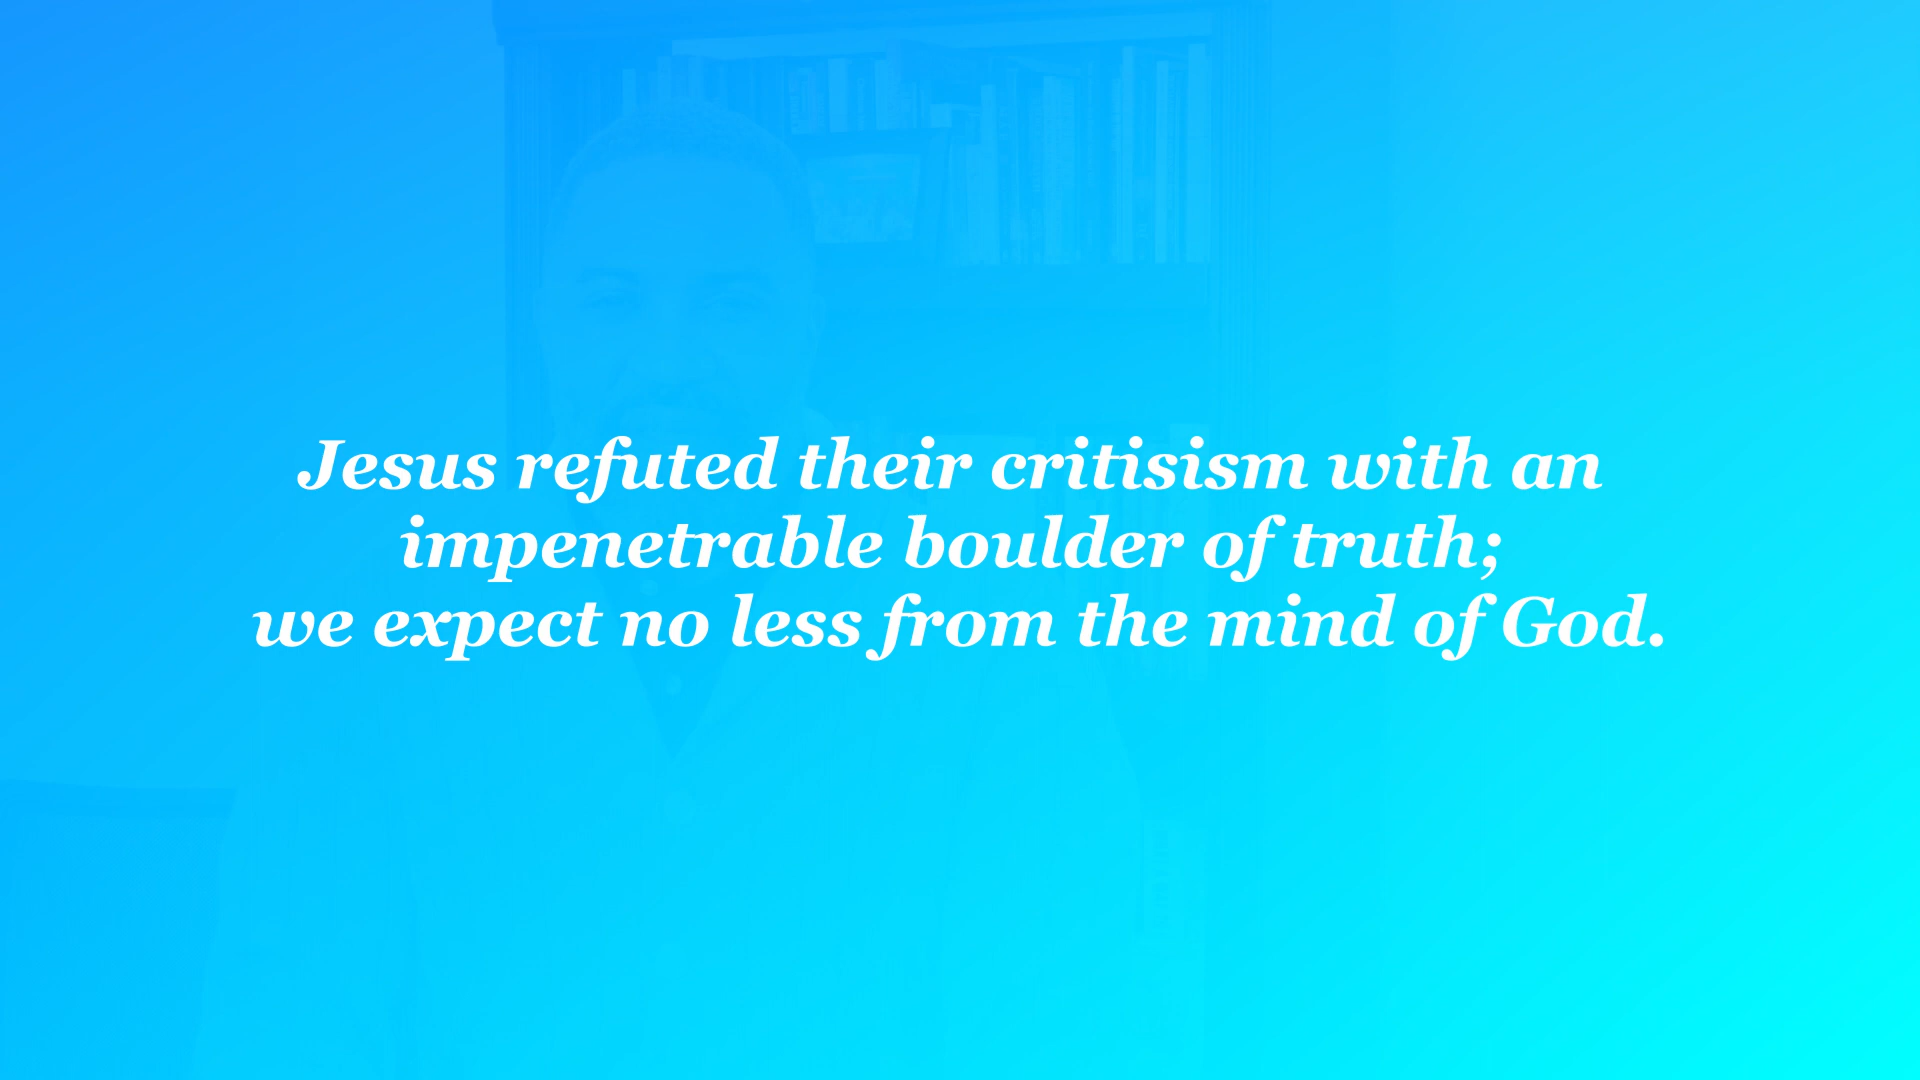 Jesus refuted their critisism with an
impenetrable boulder of truth;
we expect no less from the mind of God.